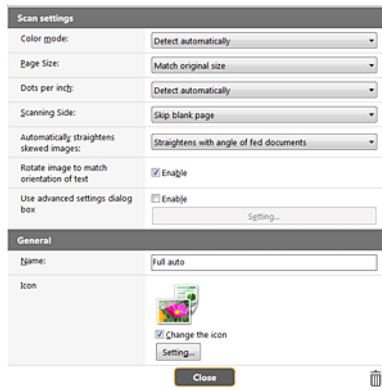 Scan settings
Color mode: Detect automatically
Page Size: Match original size
Dots per inch: Detect automatically
Scanning Side: Skip blank page
Automatically straightens
skewed images: Straightens with angle of fed documents
Rotate image to match
orientation of text Enable
Use advanced settings dialog
box Enable
Setting...
General
Name: Full auto
Icon
Change the icon
Setting...
Close